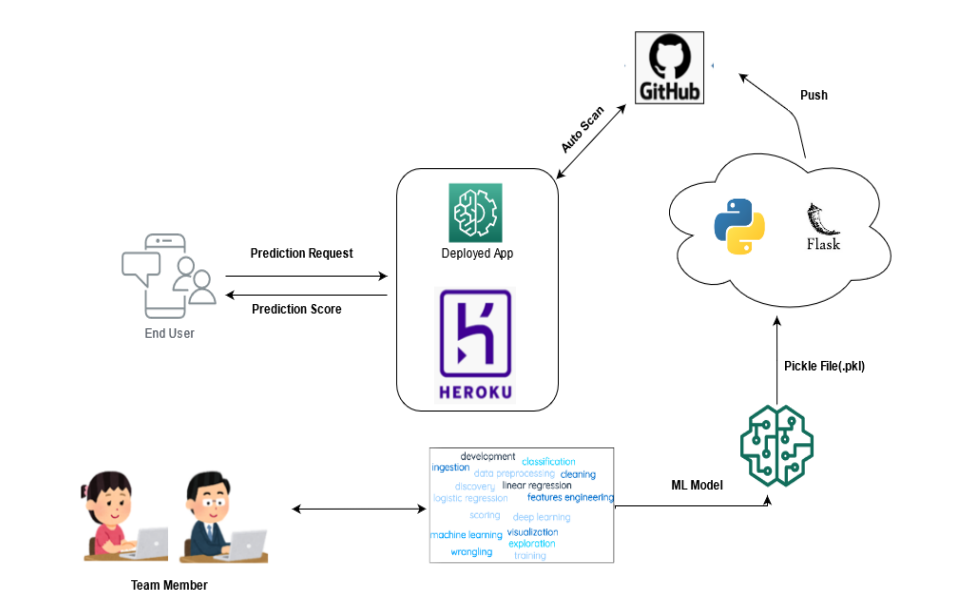 GitHub
Push
Auto Scan
Flask
Deployed App
Prediction Request
Prediction Score
End User
HEROKU
Pickle File(.pkl)
development
classification
ingestion
data preprocessing
cleaning
discovery
linear regression
logistic regression
features engineering
scoring
deep learning
machine learning
visualization
exploration
wrangling
training
ML Model
Team Member